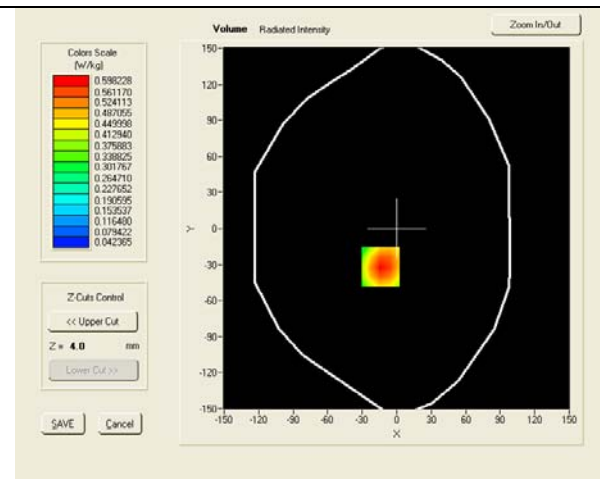 Volume Radiated Intensity
Zoom In/Out
Colors Scale
(W/kg)
0.598228
0.561170
0.524113
0.487055
0.449998
0.412940
0.375883
0.338825
0.301767
0.264710
0.227652
0.190595
0.153537
0.116480
0.079422
0.042365
Z-Cuts Control
<< Upper Cut
Z = 4.0 mm
Lower Cut >>
SAVE Cancel
150
120
90
60
30
0
-30
-60
-90
-120
-150
Y
-150 -120 -90 -60 -30 0 30 60 90 120 150
X